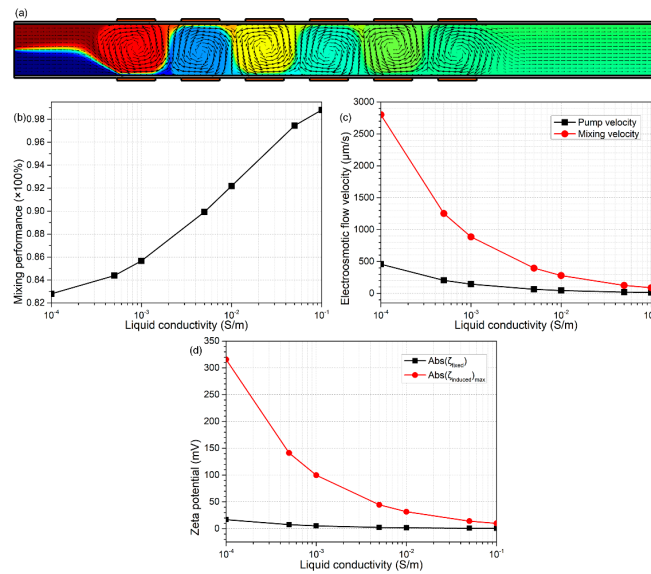 (a)
(b)
0.98
0.96
0.94
0.92
0.90
0.88
0.86
0.84
0.82
Mixing performance (×100%)
10⁻⁴ 10⁻³ 10⁻² 10⁻¹
Liquid conductivity (S/m)
(c)
Pump velocity
Mixing velocity
3000
2500
2000
1500
1000
500
0
Electroosmotic flow velocity (µm/s)
10⁻⁴ 10⁻³ 10⁻² 10
Liquid conductivity (S/m)
(d)
Abs(ζfixed)
Abs(ζinduced)max
350
300
250
200
150
100
50
0
Zeta potential (mV)
10⁻⁴ 10⁻³ 10⁻² 10⁻¹
Liquid conductivity (S/m)